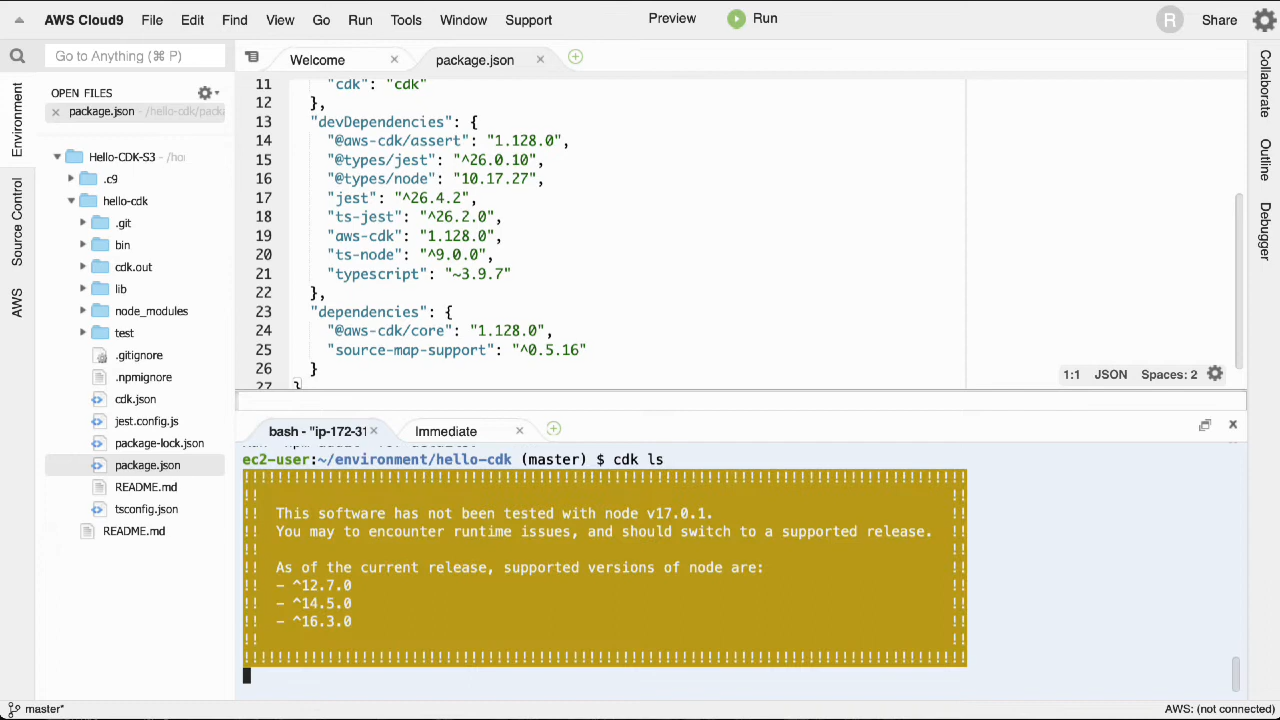 AWS Cloud9 File Edit Find View Go Run Tools Window Support Preview Run R Share
Go to Anything (⌘ P)
Welcome
package.json
OPEN FILES
package.json - /hello-cdk/packa
Hello-CDK-S3 - /ho
.c9
hello-cdk
.git
bin
cdk.out
lib
node_modules
test
.gitignore
.npmignore
cdk.json
jest.config.js
package-lock.json
package.json
README.md
tsconfig.json
README.md
Environment
Source Control
AWS
11 "cdk": "cdk"
12 },
13 "devDependencies": {
14 "@aws-cdk/assert": "1.128.0",
15 "@types/jest": "^26.0.10",
16 "@types/node": "10.17.27",
17 "jest": "^26.4.2",
18 "ts-jest": "^26.2.0",
19 "aws-cdk": "1.128.0",
20 "ts-node": "^9.0.0",
21 "typescript": "~3.9.7"
22 },
23 "dependencies": {
24 "@aws-cdk/core": "1.128.0",
25 "source-map-support": "^0.5.16"
26 }
27 }
1:1 JSON Spaces: 2
Collaborate
Outline
Debugger
bash - "ip-172-31
Immediate
ec2-user:~/environment/hello-cdk (master) $ cdk ls
!!!!!!!!!!!!!!!!!!!!!!!!!!!!!!!!!!!!!!!!!!!!!!!!!!!!!!!!!!!!!!!!!!!!!!!!!!!!!!!!!!!!!!
!! !!
!! This software has not been tested with node v17.0.1. !!
!! You may to encounter runtime issues, and should switch to a supported release. !!
!! !!
!! As of the current release, supported versions of node are: !!
!! - ^12.7.0 !!
!! - ^14.5.0 !!
!! - ^16.3.0 !!
!! !!
!!!!!!!!!!!!!!!!!!!!!!!!!!!!!!!!!!!!!!!!!!!!!!!!!!!!!!!!!!!!!!!!!!!!!!!!!!!!!!!!!!!!!!
master*
AWS: (not connected)